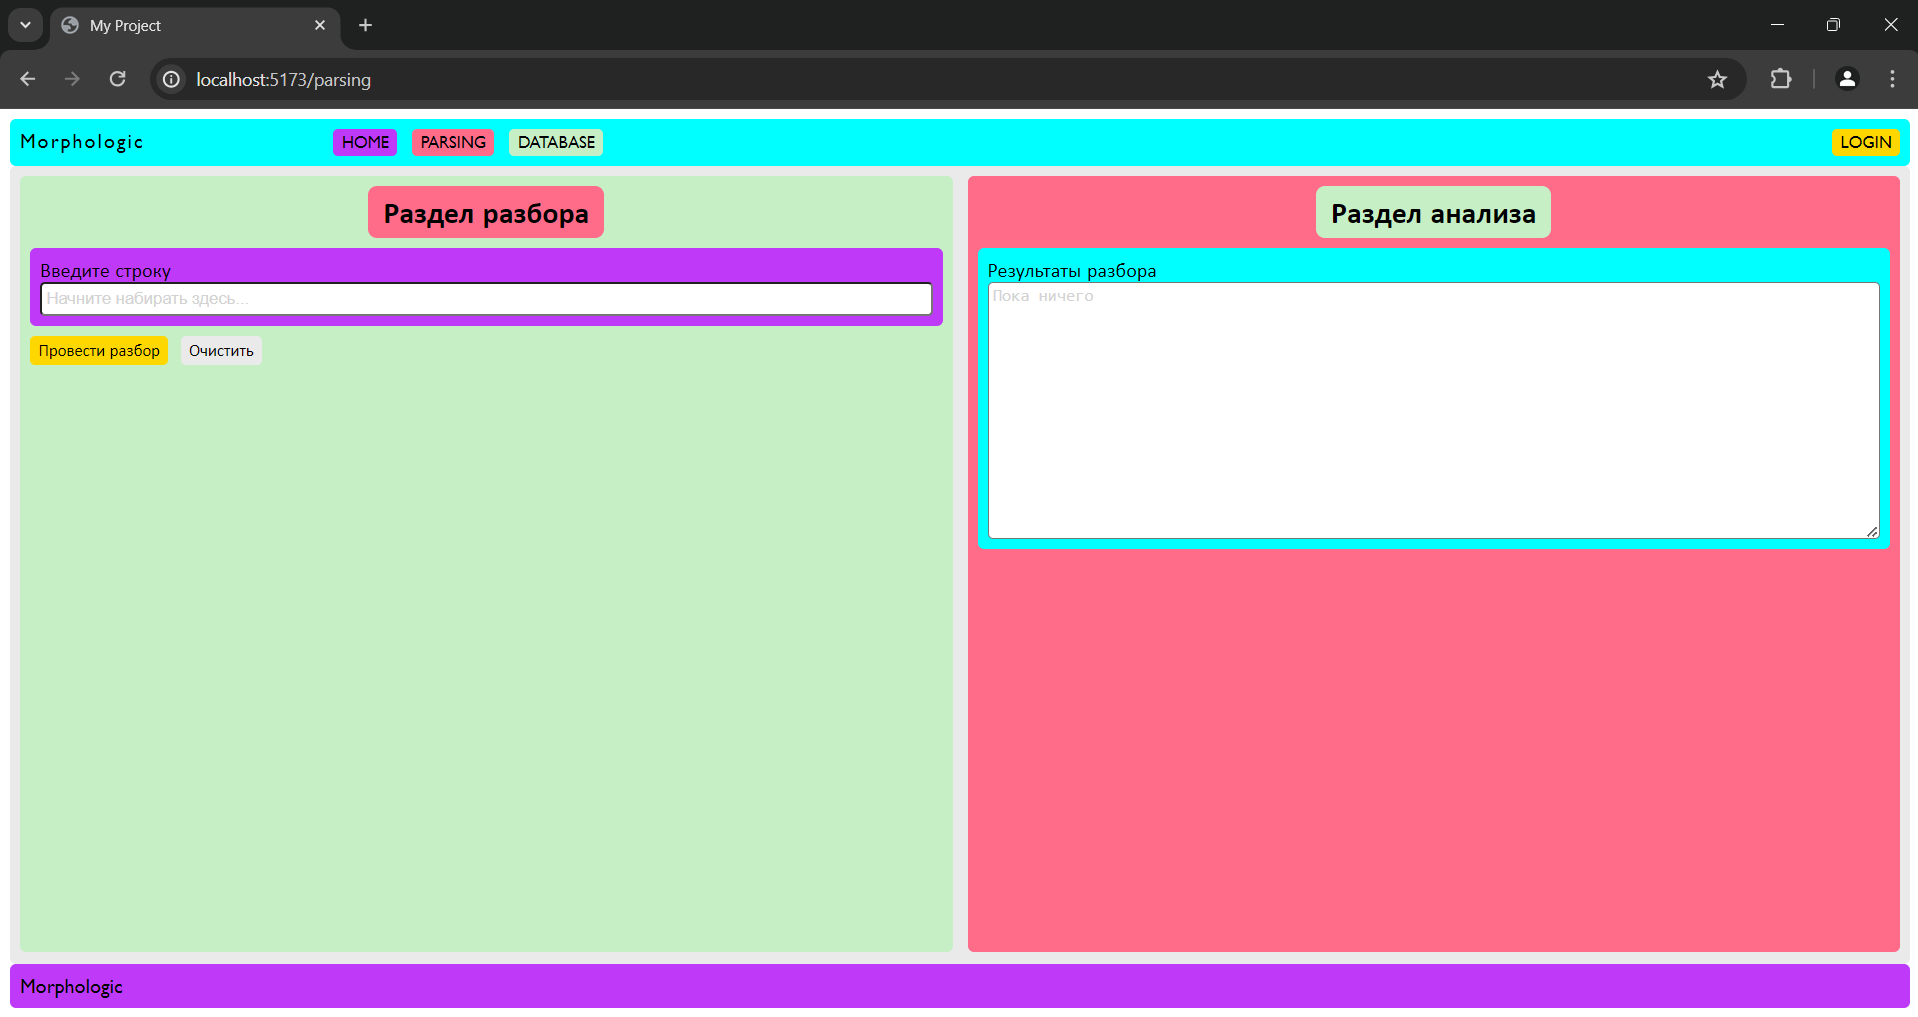 My Project
localhost:5173/parsing
Morphologic
HOME
PARSING
DATABASE
LOGIN
Раздел разбора
Введите строку
Начните набирать здесь...
Провести разбор
Очистить
Раздел анализа
Результаты разбора
Пока ничего
Morphologic